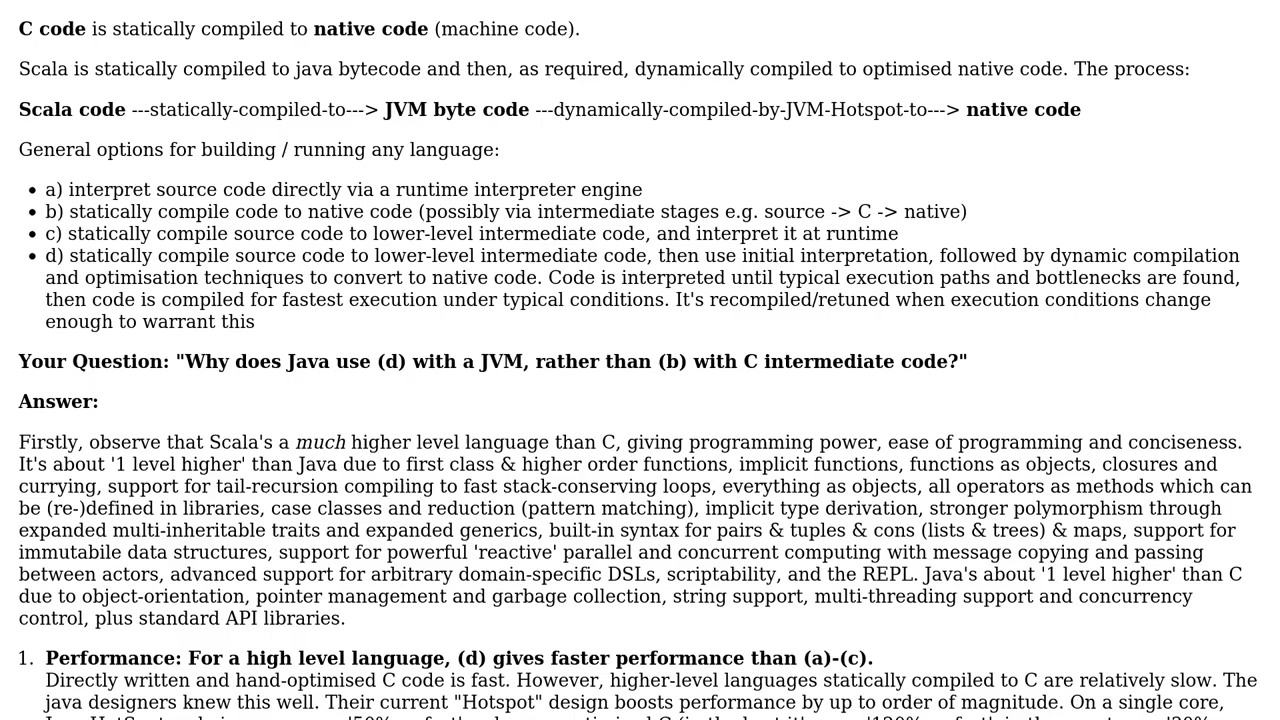 C code is statically compiled to native code (machine code).
Scala is statically compiled to java bytecode and then, as required, dynamically compiled to optimised native code. The process:
Scala code ---statically-compiled-to---> JVM byte code ---dynamically-compiled-by-JVM-Hotspot-to---> native code
General options for building / running any language:
• a) interpret source code directly via a runtime interpreter engine
• b) statically compile code to native code (possibly via intermediate stages e.g. source -> C -> native)
• c) statically compile source code to lower-level intermediate code, and interpret it at runtime
• d) statically compile source code to lower-level intermediate code, then use initial interpretation, followed by dynamic compilation
and optimisation techniques to convert to native code. Code is interpreted until typical execution paths and bottlenecks are found,
then code is compiled for fastest execution under typical conditions. It's recompiled/retuned when execution conditions change
enough to warrant this
Your Question: "Why does Java use (d) with a JVM, rather than (b) with C intermediate code?"
Answer:
Firstly, observe that Scala's a much higher level language than C, giving programming power, ease of programming and conciseness.
It's about '1 level higher' than Java due to first class & higher order functions, implicit functions, functions as objects, closures and
currying, support for tail-recursion compiling to fast stack-conserving loops, everything as objects, all operators as methods which can
be (re-)defined in libraries, case classes and reduction (pattern matching), implicit type derivation, stronger polymorphism through
expanded multi-inheritable traits and expanded generics, built-in syntax for pairs & tuples & cons (lists & trees) & maps, support for
immutabile data structures, support for powerful 'reactive' parallel and concurrent computing with message copying and passing
between actors, advanced support for arbitrary domain-specific DSLs, scriptability, and the REPL. Java's about '1 level higher' than C
due to object-orientation, pointer management and garbage collection, string support, multi-threading support and concurrency
control, plus standard API libraries.
1. Performance: For a high level language, (d) gives faster performance than (a)-(c).
Directly written and hand-optimised C code is fast. However, higher-level languages statically compiled to C are relatively slow. The
java designers knew this well. Their current "Hotspot" design boosts performance by up to order of magnitude. On a single core,